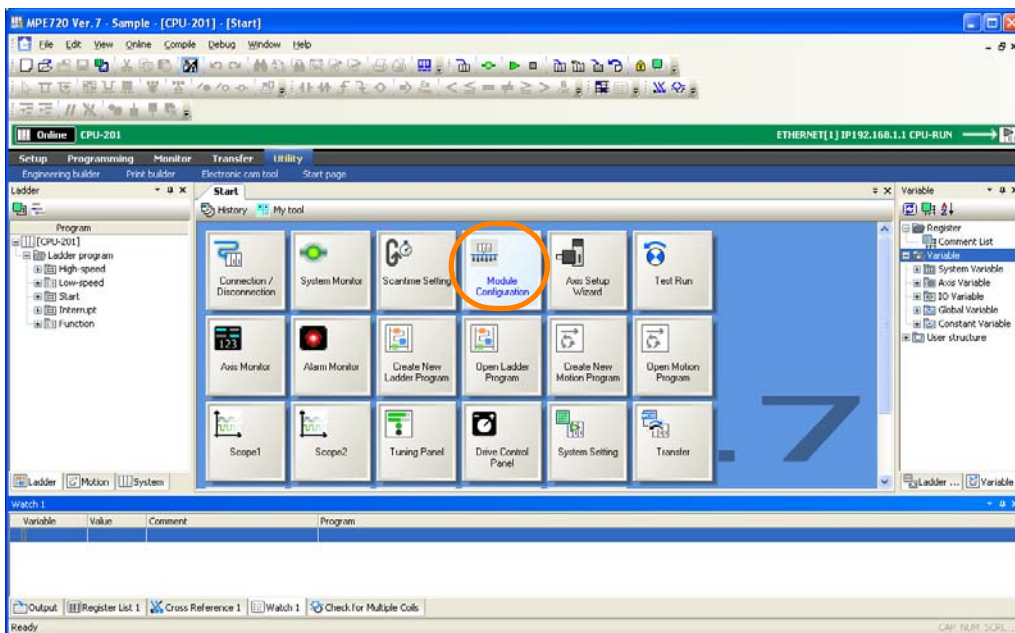 MPE720 Ver. 7 - Sample - [CPU-201] - [Start]
File Edit View Online Compile Debug Window Help
Online CPU-201 ETHERNET[1] IP192.168.1.1 CPU-RUN
Setup Programming Monitor Transfer Utility
Engineering builder Print builder Electronic cam tool Start page
Ladder
Program
[CPU-201]
Ladder program
High-speed
Low-speed
Start
Interrupt
Function
Ladder Motion System
Start
History My tool
Connection / Disconnection
System Monitor
Scantime Setting
Module Configuration
Axis Setup Wizard
Test Run
123
Axis Monitor
Alarm Monitor
Create New Ladder Program
Open Ladder Program
Create New Motion Program
Open Motion Program
Scope1
Scope2
Tuning Panel
Drive Control Panel
System Setting
Transfer
.7
Variable
Register
Comment List
Variable
System Variable
Axis Variable
IO Variable
Global Variable
Constant Variable
User structure
Ladder ... Variable
Watch 1
Variable Value Comment Program
Output Register List 1 Cross Reference 1 Watch 1 Check for Multiple Coils
Ready CAP NUM SCRL